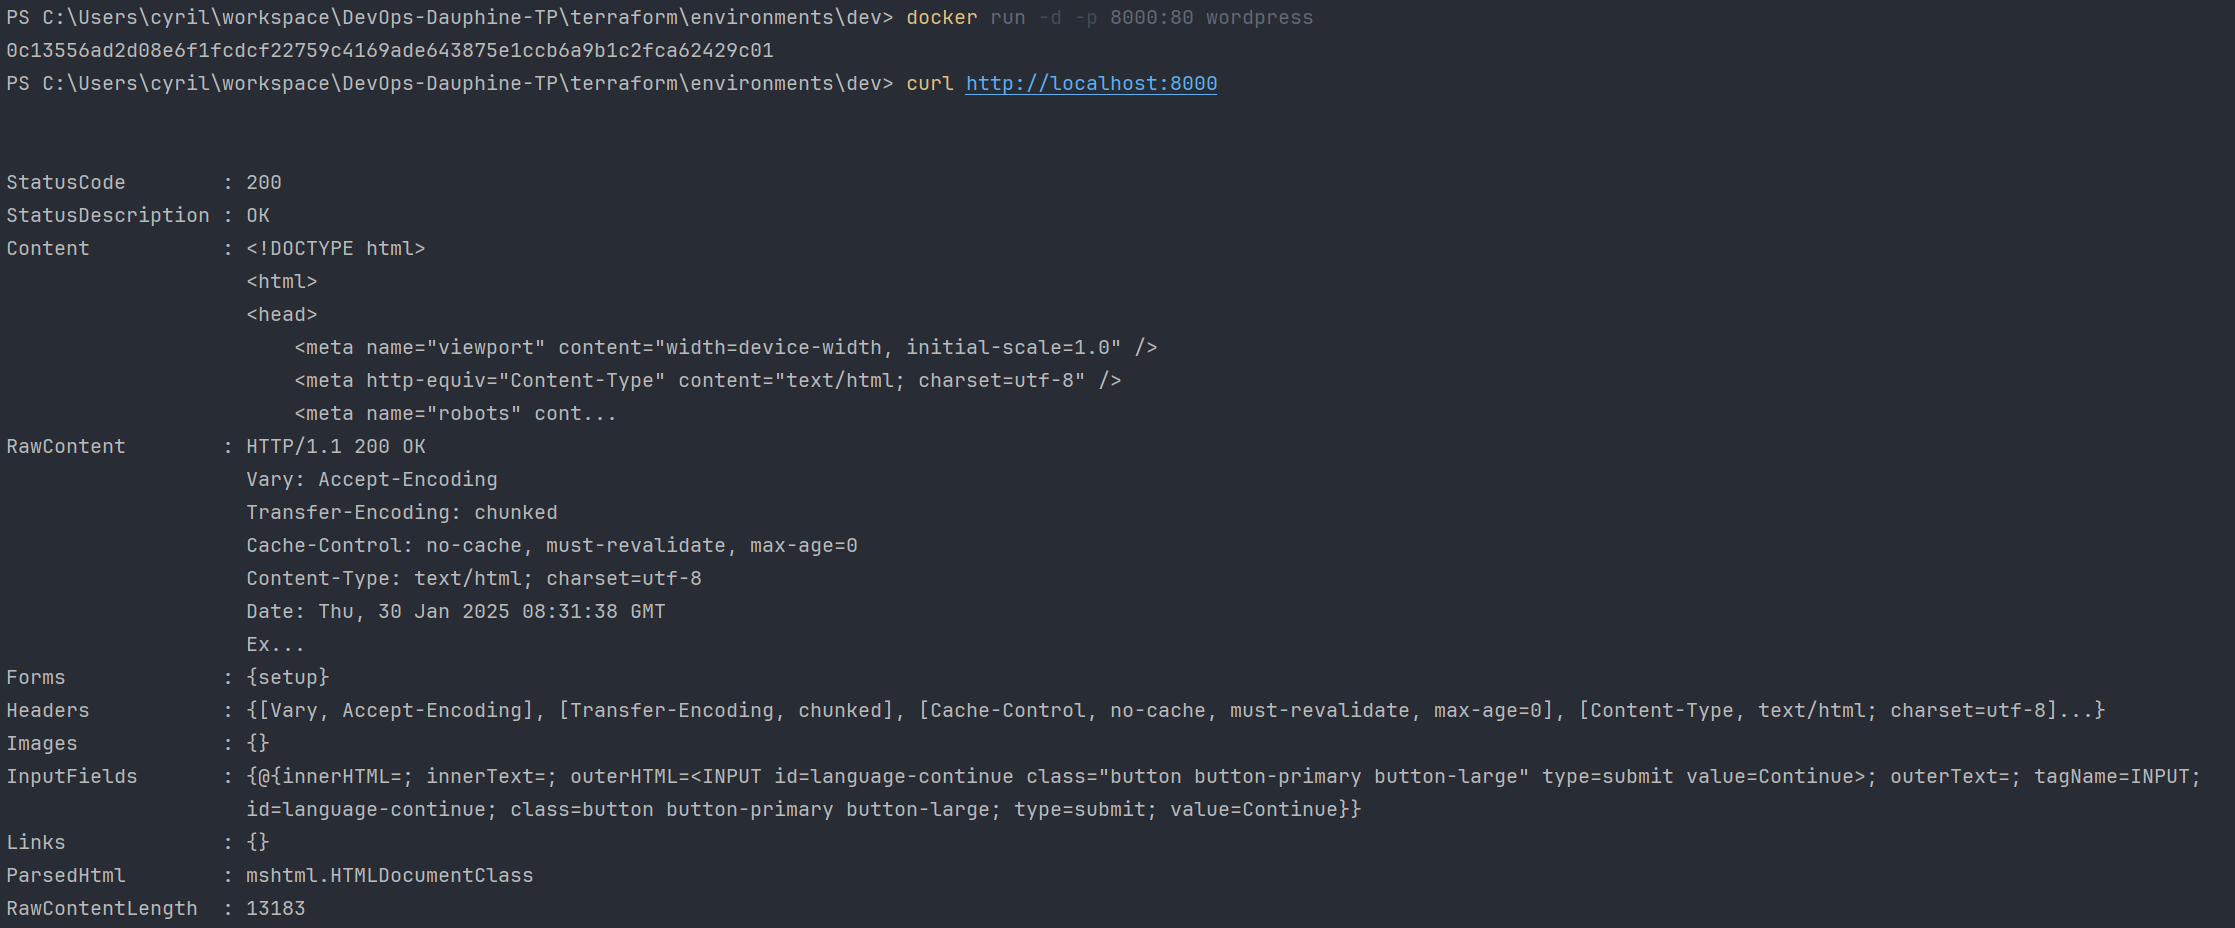 PS C:\Users\cyril\workspace\DevOps-Dauphine-TP\terraform\environments\dev> docker run -d -p 8000:80 wordpress
0c13556ad2d08e6f1fcdcf22759c4169ade643875e1ccb6a9b1c2fca62429c01
PS C:\Users\cyril\workspace\DevOps-Dauphine-TP\terraform\environments\dev> curl http://localhost:8000
StatusCode        : 200
StatusDescription : OK
Content           : <!DOCTYPE html>
                    <html>
                    <head>
                        <meta name="viewport" content="width=device-width, initial-scale=1.0" />
                        <meta http-equiv="Content-Type" content="text/html; charset=utf-8" />
                        <meta name="robots" cont...
RawContent        : HTTP/1.1 200 OK
                    Vary: Accept-Encoding
                    Transfer-Encoding: chunked
                    Cache-Control: no-cache, must-revalidate, max-age=0
                    Content-Type: text/html; charset=utf-8
                    Date: Thu, 30 Jan 2025 08:31:38 GMT
                    Ex...
Forms             : {setup}
Headers           : {[Vary, Accept-Encoding], [Transfer-Encoding, chunked], [Cache-Control, no-cache, must-revalidate, max-age=0], [Content-Type, text/html; charset=utf-8]...}
Images            : {}
InputFields       : {@{innerHTML=; innerText=; outerHTML=<INPUT id=language-continue class="button button-primary button-large" type=submit value=Continue>; outerText=; tagName=INPUT;
                    id=language-continue; class=button button-primary button-large; type=submit; value=Continue}}
Links             : {}
ParsedHtml        : mshtml.HTMLDocumentClass
RawContentLength  : 13183